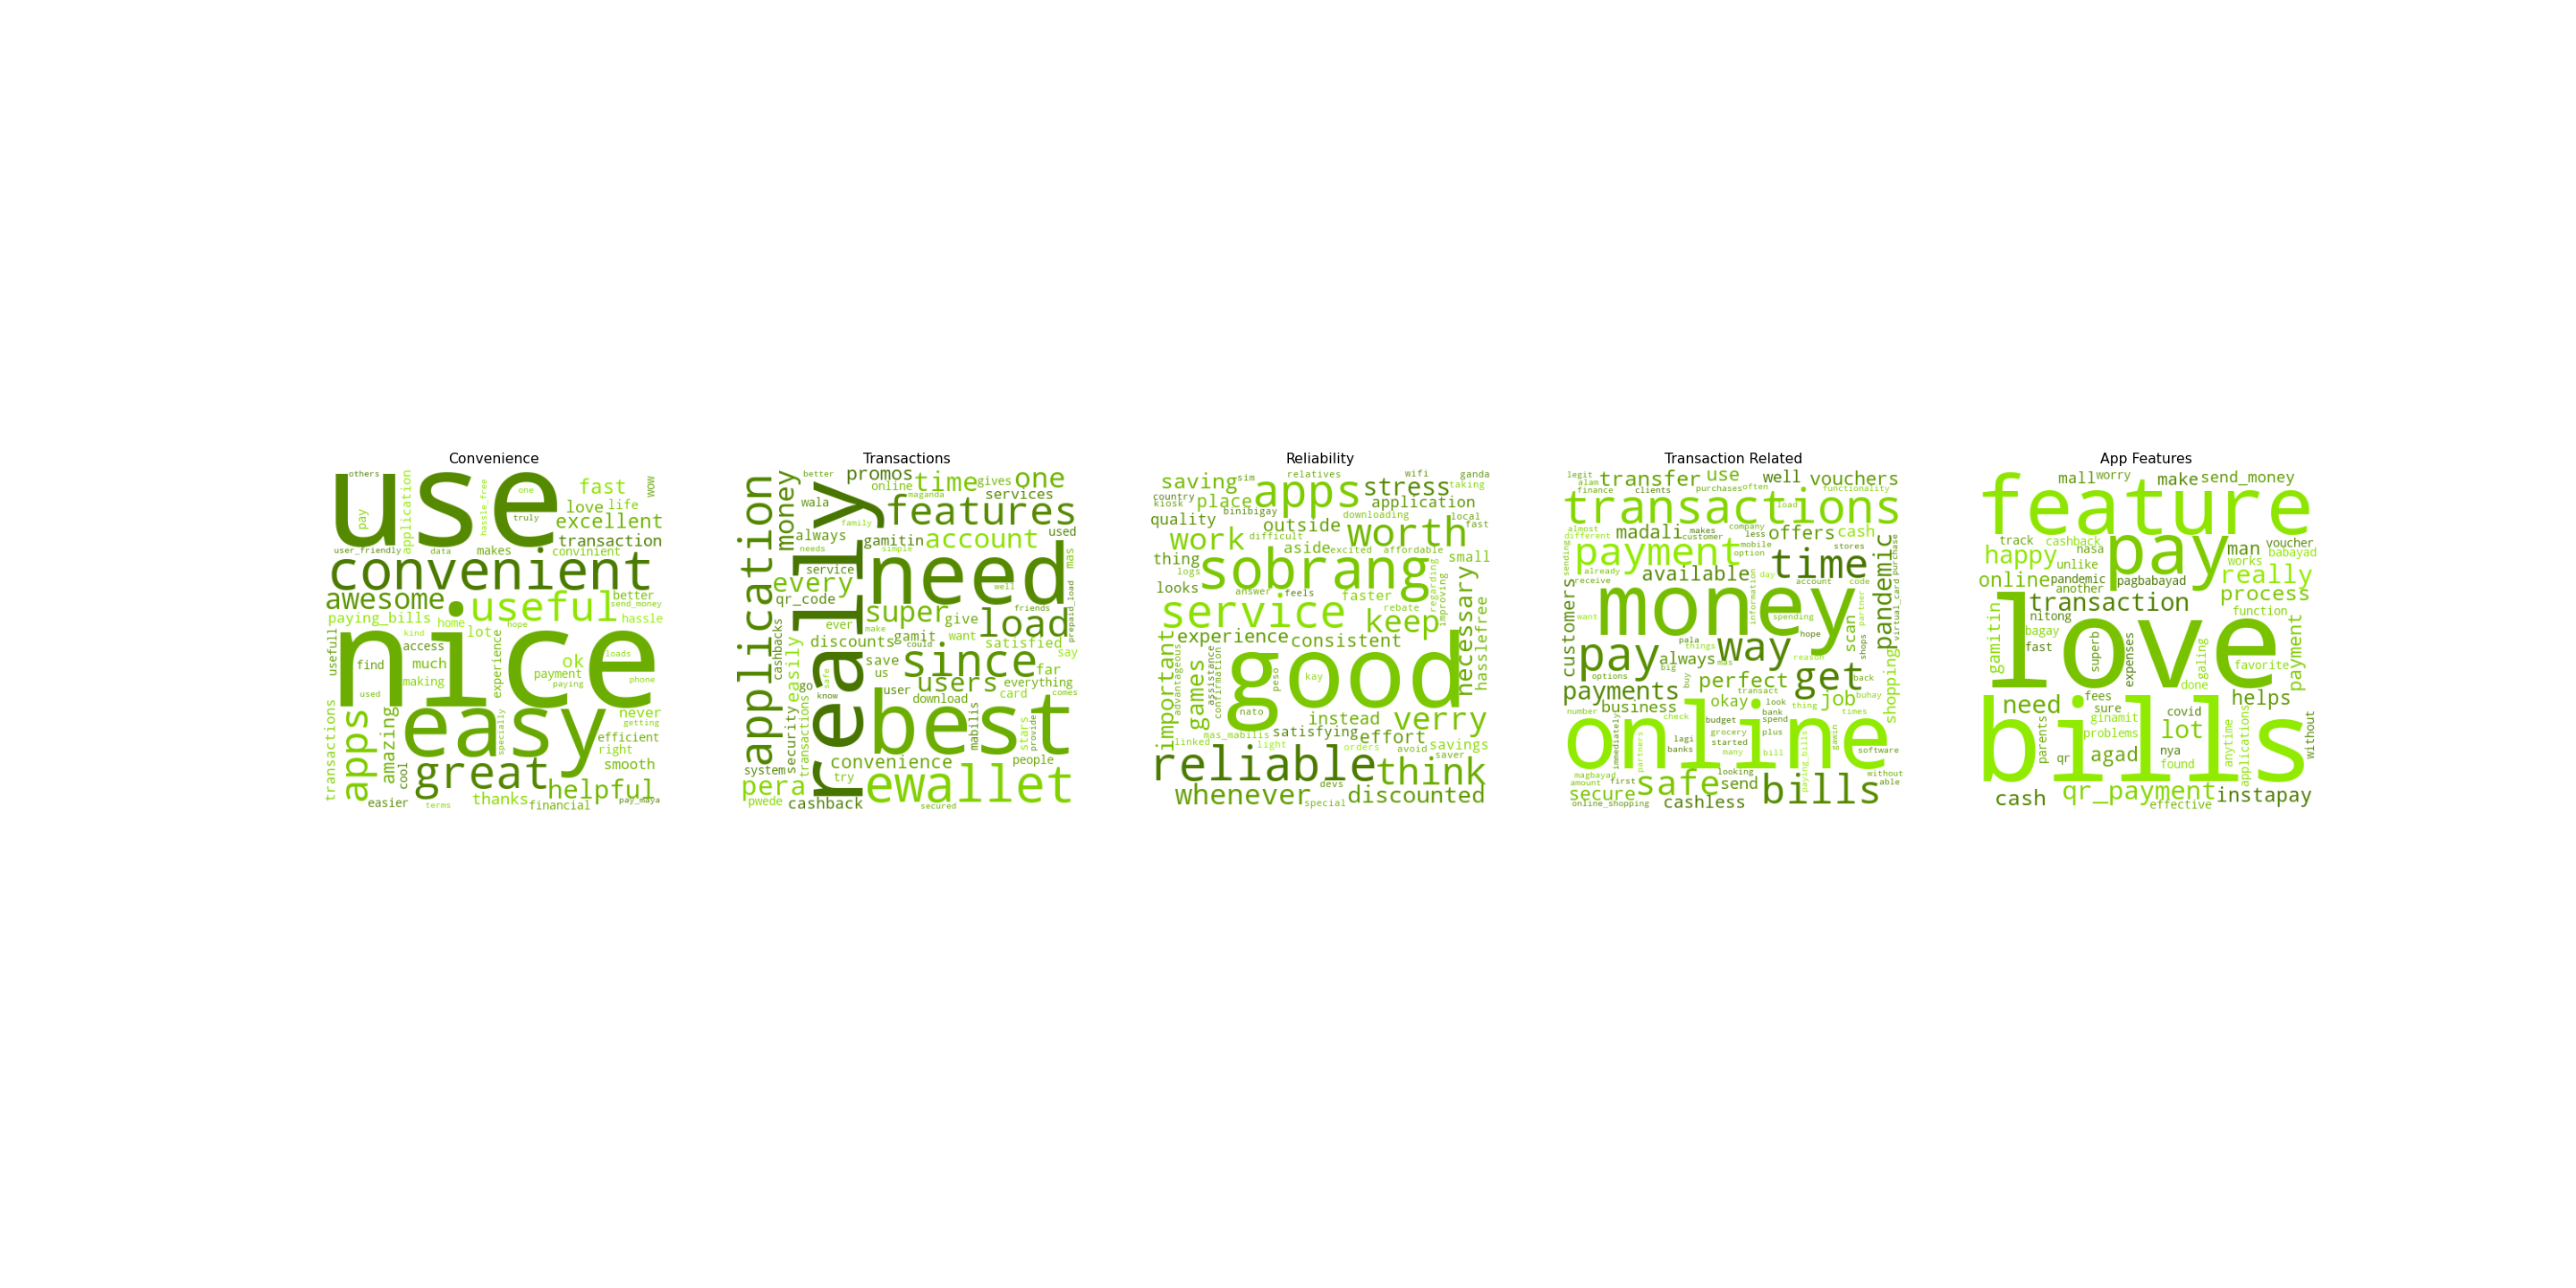 Convenience
others
use
application
hassle_free
one
fast
wow
pay
truly
love
life
excellent
transaction
user_friendly
data
makes
convinient
convenient
awesome
useful
better
send_money
paying_bills
home
lot
hope
hassle
usefull
nice
kind
access
find
much
making
used
experience
ok
payment
paying
loads
phone
transactions
apps
amazing
cool
easy
specially
never
getting
efficient
right
smooth
great
helpful
easier
terms
thanks
financial
pay_maya
Transactions
better
promos
time
gives
one
online
maganda
services
application
money
wala
really
features
used
always
family
gamitin
account
mas
needs
simple
service
every
need
well
qr_code
super
friends
prepaid_load
cashbacks
ever
make
give
load
discounts
gamit
could
want
satisfied
easily
save
since
far
say
us
go
safe
know
user
users
card
everything
comes
download
security
transactions
best
mabilis
stars
provide
convenience
people
system
try
pera
ewallet
pwede
cashback
secured
Reliability
saving
sim
relatives
wifi
ganda
country
kiosk
place
apps
stress
taking
application
binibigay
quality
outside
downloading
local
fast
work
difficult
worth
thing
aside
excited
affordable
small
logs
sobrang
looks
answer
feels
faster
regarding
improving
necessary
hasslefree
service
rebate
keep
important
advantageous
experience
consistent
games
assistance
confirmation
good
peso
kay
nato
instead
verry
mas_mabilis
satisfying
effort
linked
light
orders
avoid
savings
saver
reliable
devs
think
whenever
special
discounted
Transaction Related
legit
transfer
use
well
vouchers
alam
finance
clients
purchases
often
functionality
transactions
load
almost
different
madali
makes
customer
company
less
offers
cash
sending
payment
mobile
option
stores
pandemic
purchase
already
receive
available
day
time
account
code
virtual_card
customers
want
money
information
spending
partner
scan
hope
shops
pay
pala
things
always
mas
way
reason
big
options
buy
perfect
get
back
shopping
payments
transact
okay
look
job
buhay
number
business
bank
thing
times
online
check
budget
spend
immediately
partners
grocery
plus
lagi
started
banks
many
bill
paying_bills
gawin
software
magbayad
amount
first
safe
looking
send
bills
without
able
secure
online_shopping
cashless
App Features
mall
worry
make
send_money
feature
track
cashback
works
voucher
happy
nasa
pay
man
babayad
unlike
online
pandemic
pagbabayad
really
another
process
nitong
transaction
function
gamitin
bagay
fast
love
superb
expenses
galing
favorite
payment
done
need
fees
helps
sure
covid
parents
ginamit
problems
lot
anytime
applications
without
bills
qr
agad
nya
found
cash
qr_payment
effective
instapay